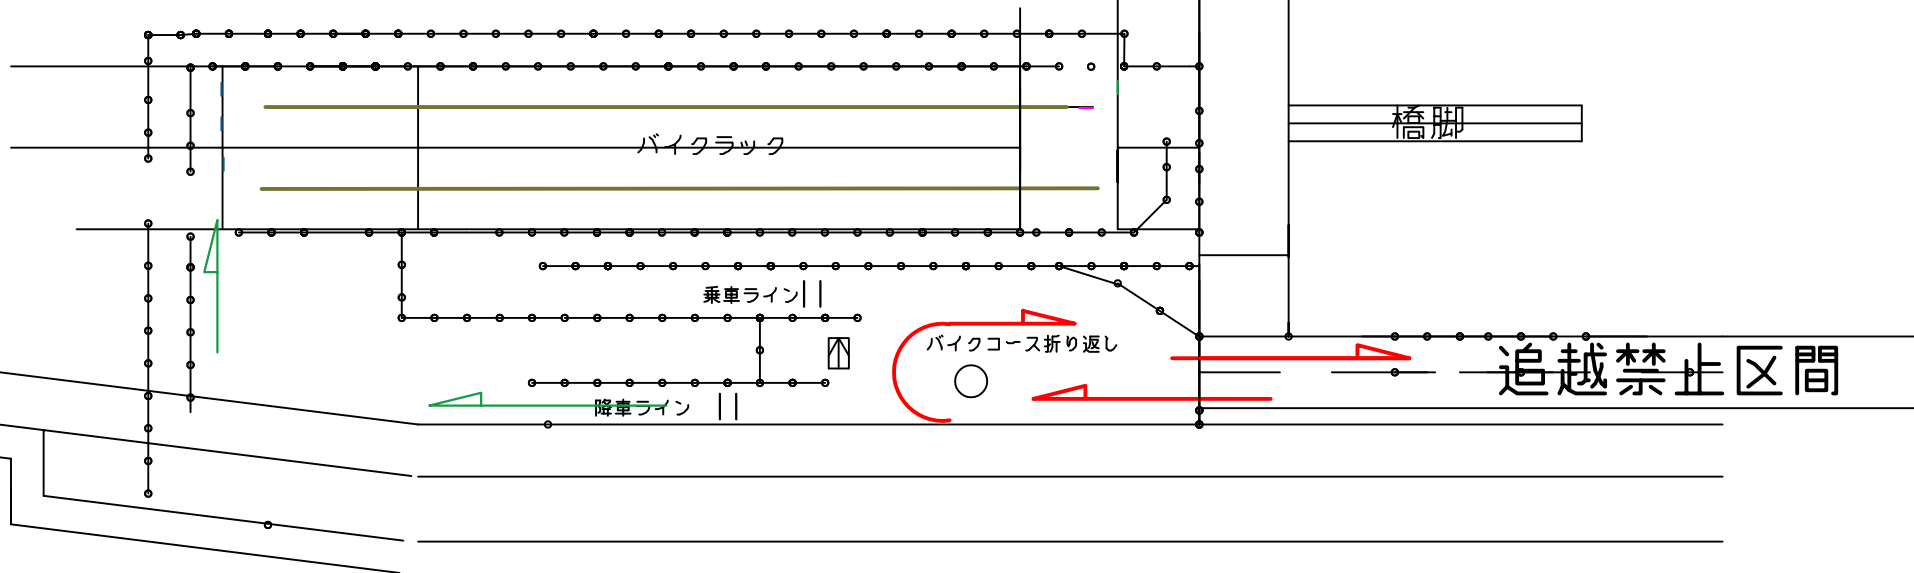 橋脚
バイクラック
乗車ライン
バイクコース折り返し
追越禁止区間
降車ライン